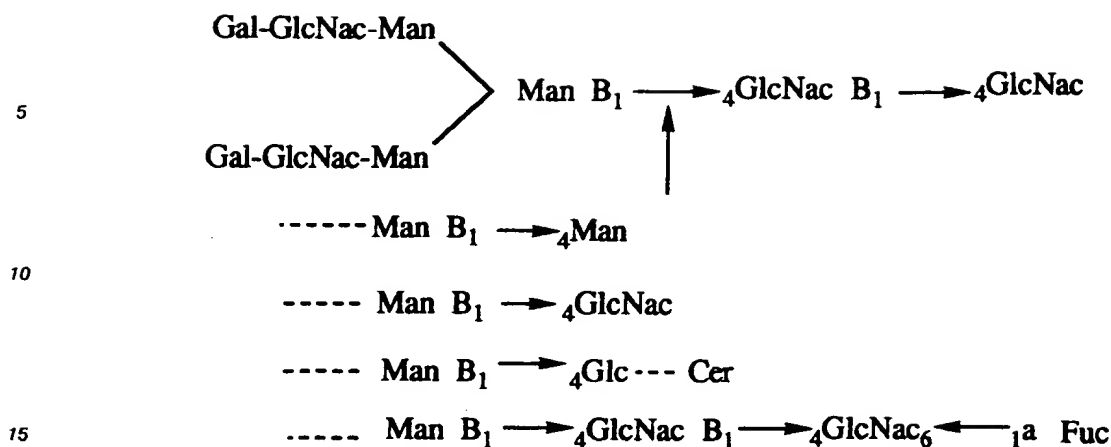 Gal-GlcNac-Man
5 Man B₁ ⟶ ₄GlcNac B₁ ⟶ ₄GlcNac
Gal-GlcNac-Man
------ Man B₁ ⟶ ₄Man
10
----- Man B₁ ⟶ ₄GlcNac
----- Man B₁ ⟶ ₄Glc --- Cer
15 ----- Man B₁ ⟶ ₄GlcNac B₁ ⟶ ₄GlcNac₆ ⟵ ₁a Fuc